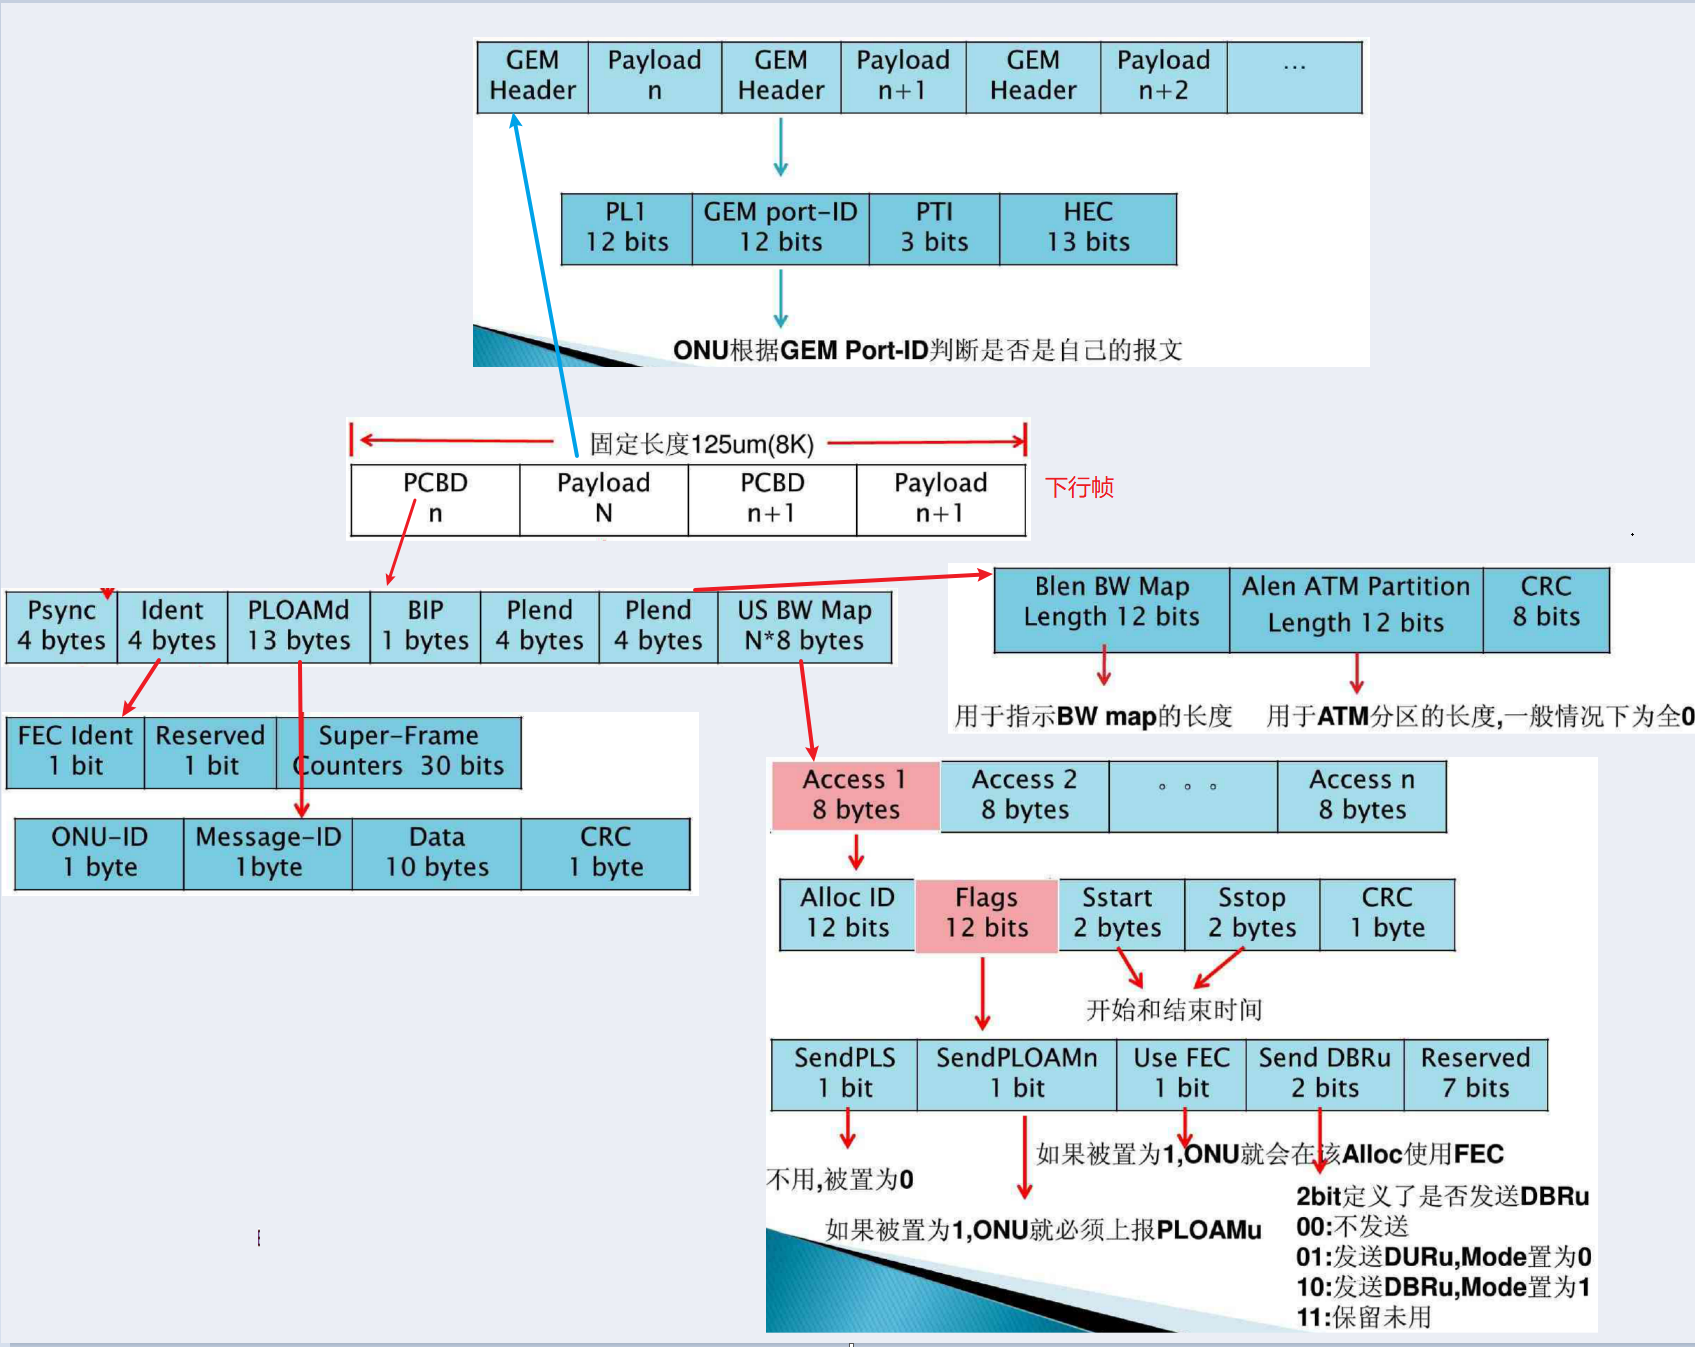 GEM Header
Payload n
GEM Header
Payload n+1
GEM Header
Payload n+2
...
PL1 12 bits
GEM port-ID 12 bits
PTI 3 bits
HEC 13 bits
ONU根据GEM Port-ID判断是否是自己的报文
固定长度125um(8K)
PCBD n
Payload N
PCBD n+1
Payload n+1
下行帧
Psync 4 bytes
Ident 4 bytes
PLOAMd 13 bytes
BIP 1 bytes
Plend 4 bytes
Plend 4 bytes
US BW Map N*8 bytes
Blen BW Map Length 12 bits
Alen ATM Partition Length 12 bits
CRC 8 bits
用于指示BW map的长度
用于ATM分区的长度,一般情况下为全0
FEC Ident 1 bit
Reserved 1 bit
Super-Frame Counters 30 bits
ONU-ID 1 byte
Message-ID 1byte
Data 10 bytes
CRC 1 byte
Access 1 8 bytes
Access 2 8 bytes
。。。
Access n 8 bytes
Alloc ID 12 bits
Flags 12 bits
Sstart 2 bytes
Sstop 2 bytes
CRC 1 byte
开始和结束时间
SendPLS 1 bit
SendPLOAMn 1 bit
Use FEC 1 bit
Send DBRu 2 bits
Reserved 7 bits
如果被置为1,ONU就会在该Alloc使用FEC
不用,被置为0
如果被置为1,ONU就必须上报PLOAMu
2bit定义了是否发送DBRu
00:不发送
01:发送DURu,Mode置为0
10:发送DBRu,Mode置为1
11:保留未用